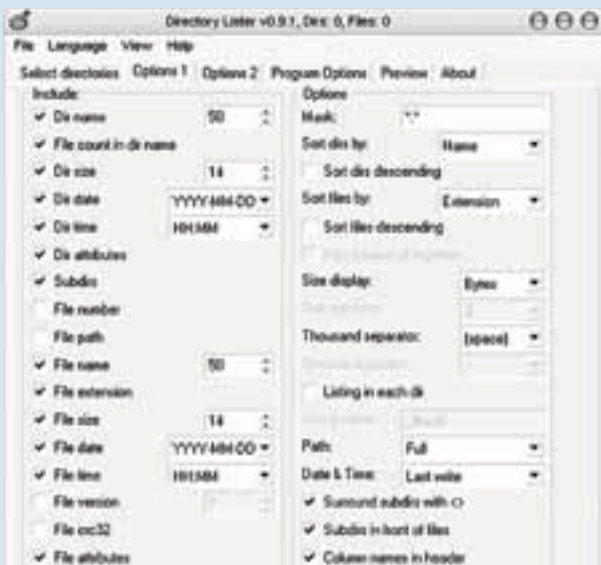 Directory Lister v0.9.1, Dirs: 0, Files: 0
File Language View Help
Select directories Options 1 Options 2 Program Options Preview About
Include:
Dir name 50
File count in dir name
Dir size 14
Dir date YYYY-MM-DD
Dir time HH:MM
Dir attributes
Subdirs
File number
File path
File name 50
File extension
File size 14
File date YYYY-MM-DD
File time HH:MM
File version
File crc32
File attributes
Options
Mask: *.*
Sort dirs by: Name
Sort dirs descending
Sort files by: Extension
Sort files descending
Size display: Bytes
Thousand separator: (space)
Listing in each dir
Path: Full
Date & Time: Last write
Surround subdirs with <>
Subdirs in front of files
Column names in header